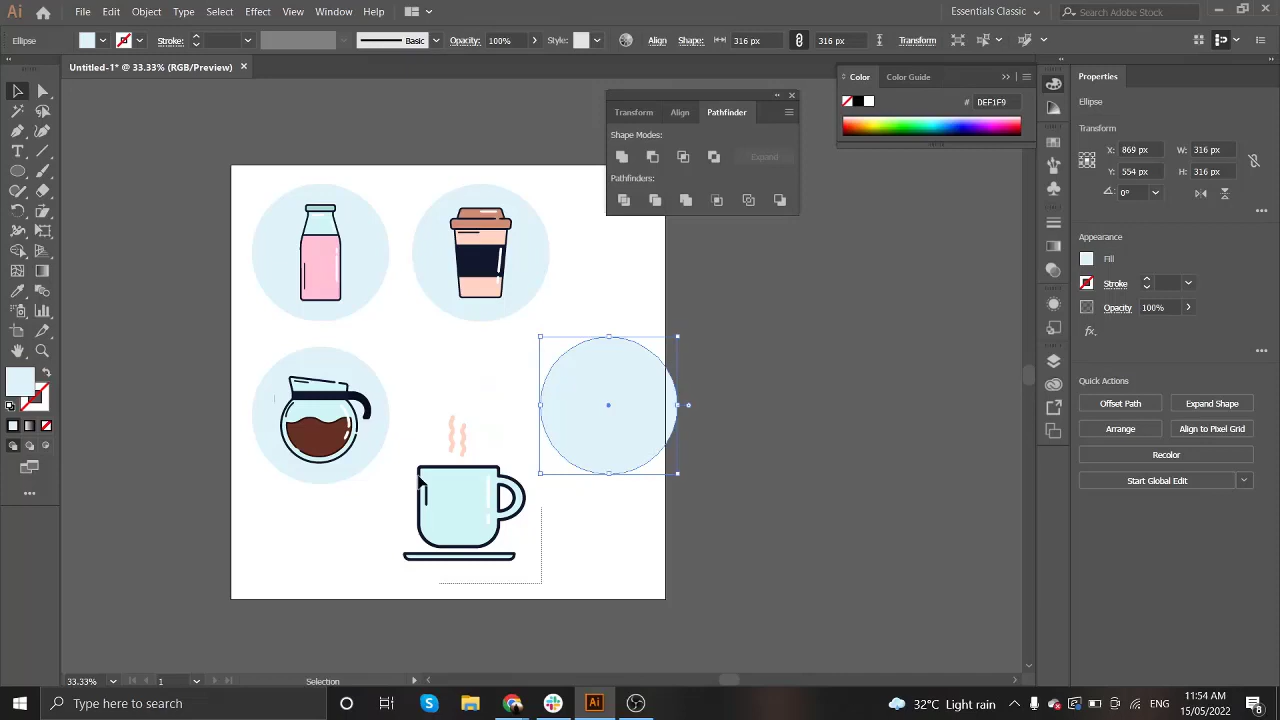 Ai File Edit Object Type Select Effect View Window Help Essentials Classic Search Adobe Stock
Ellipse Stroke: Basic Opacity: 100% Style: Align Shape: 316 px 316 px Transform
Untitled-1* @ 33.33% (RGB/Preview)
Color Color Guide
# DEF1F9
Transform Align Pathfinder
Shape Modes:
Expand
Pathfinders:
Properties
Ellipse
Transform
X: 869 px W: 316 px
Y: 554 px H: 316 px
0°
Appearance
Fill
Stroke
Opacity 100%
fx.
Quick Actions
Offset Path Expand Shape
Arrange Align to Pixel Grid
Recolor
Start Global Edit
33.33% 1 Selection
Type here to search
Ai
32°C Light rain
11:54 AM
15/05/2022
8